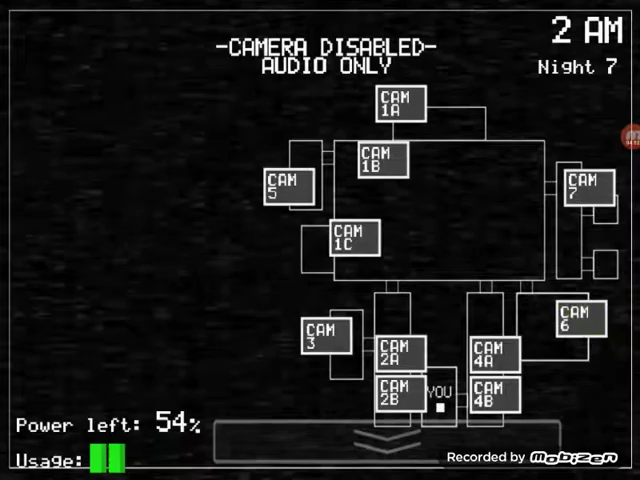 2 AM
-CAMERA DISABLED-
AUDIO ONLY
Night 7
CAM
1A
CAM
1B
CAM
5
CAM
7
CAM
1C
CAM
6
CAM
3
CAM
2A
CAM
4A
CAM
2B
YOU
CAM
4B
Power left: 54%
Usage:
Recorded by Mobizen